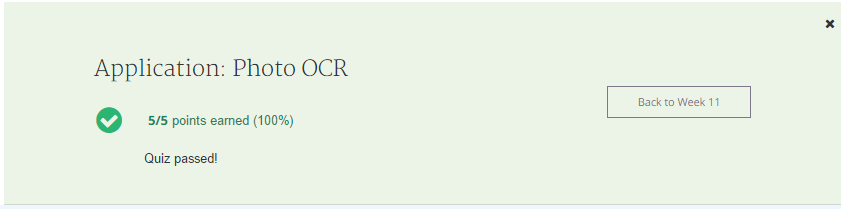 Application: Photo OCR
Back to Week 11
5/5 points earned (100%)
Quiz passed!